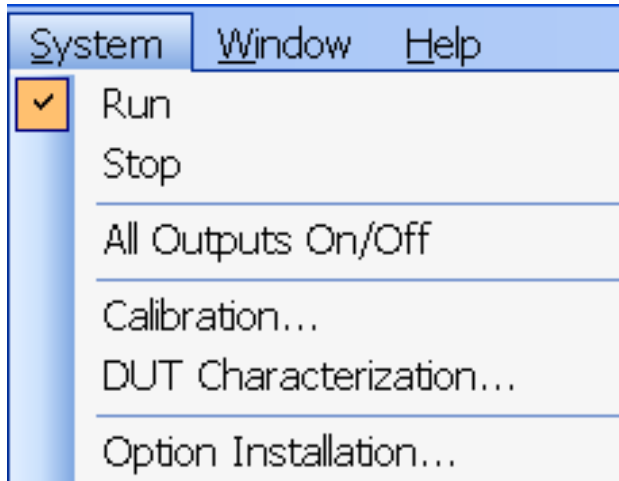 System Window Help
Run
Stop
All Outputs On/Off
Calibration...
DUT Characterization...
Option Installation...